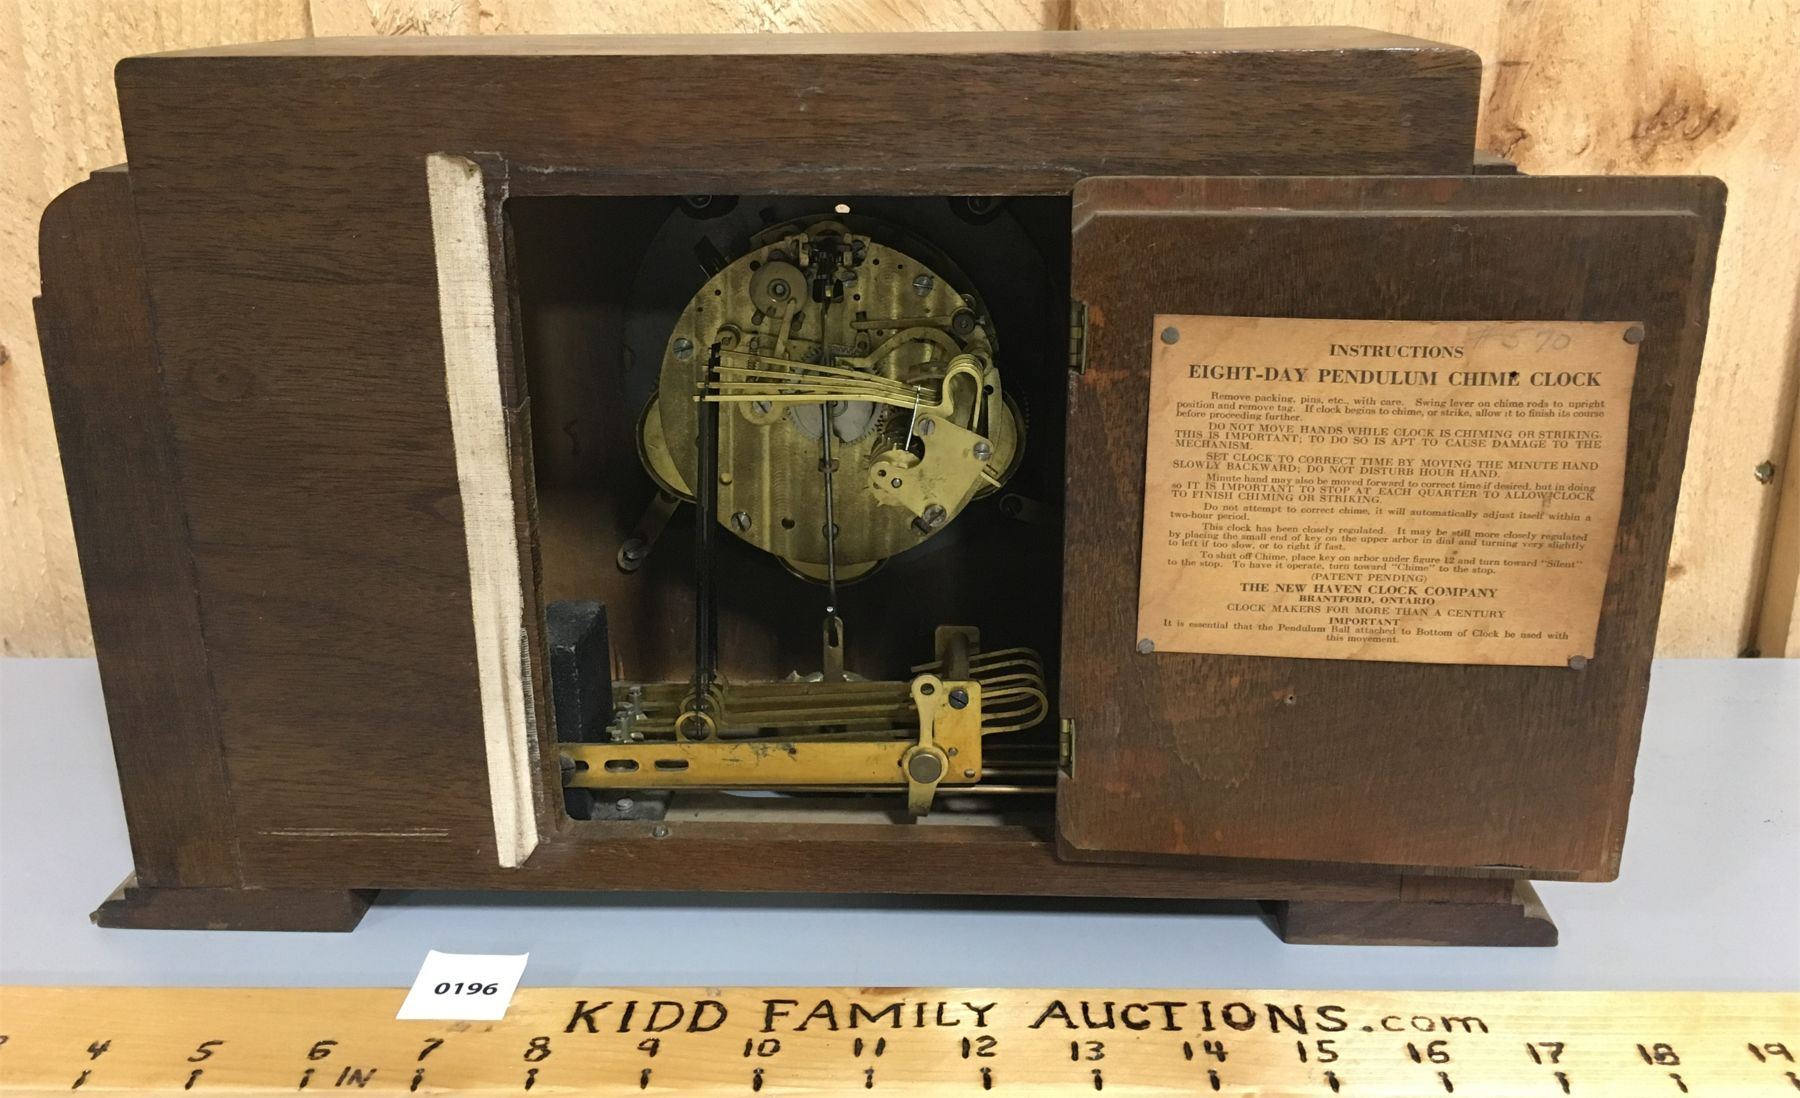 #570
INSTRUCTIONS
EIGHT-DAY PENDULUM CHIME CLOCK
Remove packing, pins, etc., with care. Swing lever on chime rods to upright
position and remove tag. If clock begins to chime, or strike, allow it to finish its course
before proceeding further.
DO NOT MOVE HANDS WHILE CLOCK IS CHIMING OR STRIKING.
THIS IS IMPORTANT; TO DO SO IS APT TO CAUSE DAMAGE TO THE
MECHANISM.
SET CLOCK TO CORRECT TIME BY MOVING THE MINUTE HAND
SLOWLY BACKWARD; DO NOT DISTURB HOUR HAND.
Minute hand may also be moved forward to correct time if desired, but in doing
so IT IS IMPORTANT TO STOP AT EACH QUARTER TO ALLOW CLOCK
TO FINISH CHIMING OR STRIKING.
Do not attempt to correct chime, it will automatically adjust itself within a
two-hour period.
This clock has been closely regulated. It may be still more closely regulated
by placing the small end of key on the upper arbor in dial and turning very slightly
to left if too slow, or to right if fast.
To shut off Chime, place key on arbor under figure 12 and turn toward "Silent"
to the stop. To have it operate, turn toward "Chime" to the stop.
(PATENT PENDING)
THE NEW HAVEN CLOCK COMPANY
BRANTFORD, ONTARIO
CLOCK MAKERS FOR MORE THAN A CENTURY
IMPORTANT
It is essential that the Pendulum Ball attached to Bottom of Clock be used with
this movement.
0196
KIDD FAMILY AUCTIONS.com
4 5 6 7 8 9 10 11 12 13 14 15 16 17 18 19
IN